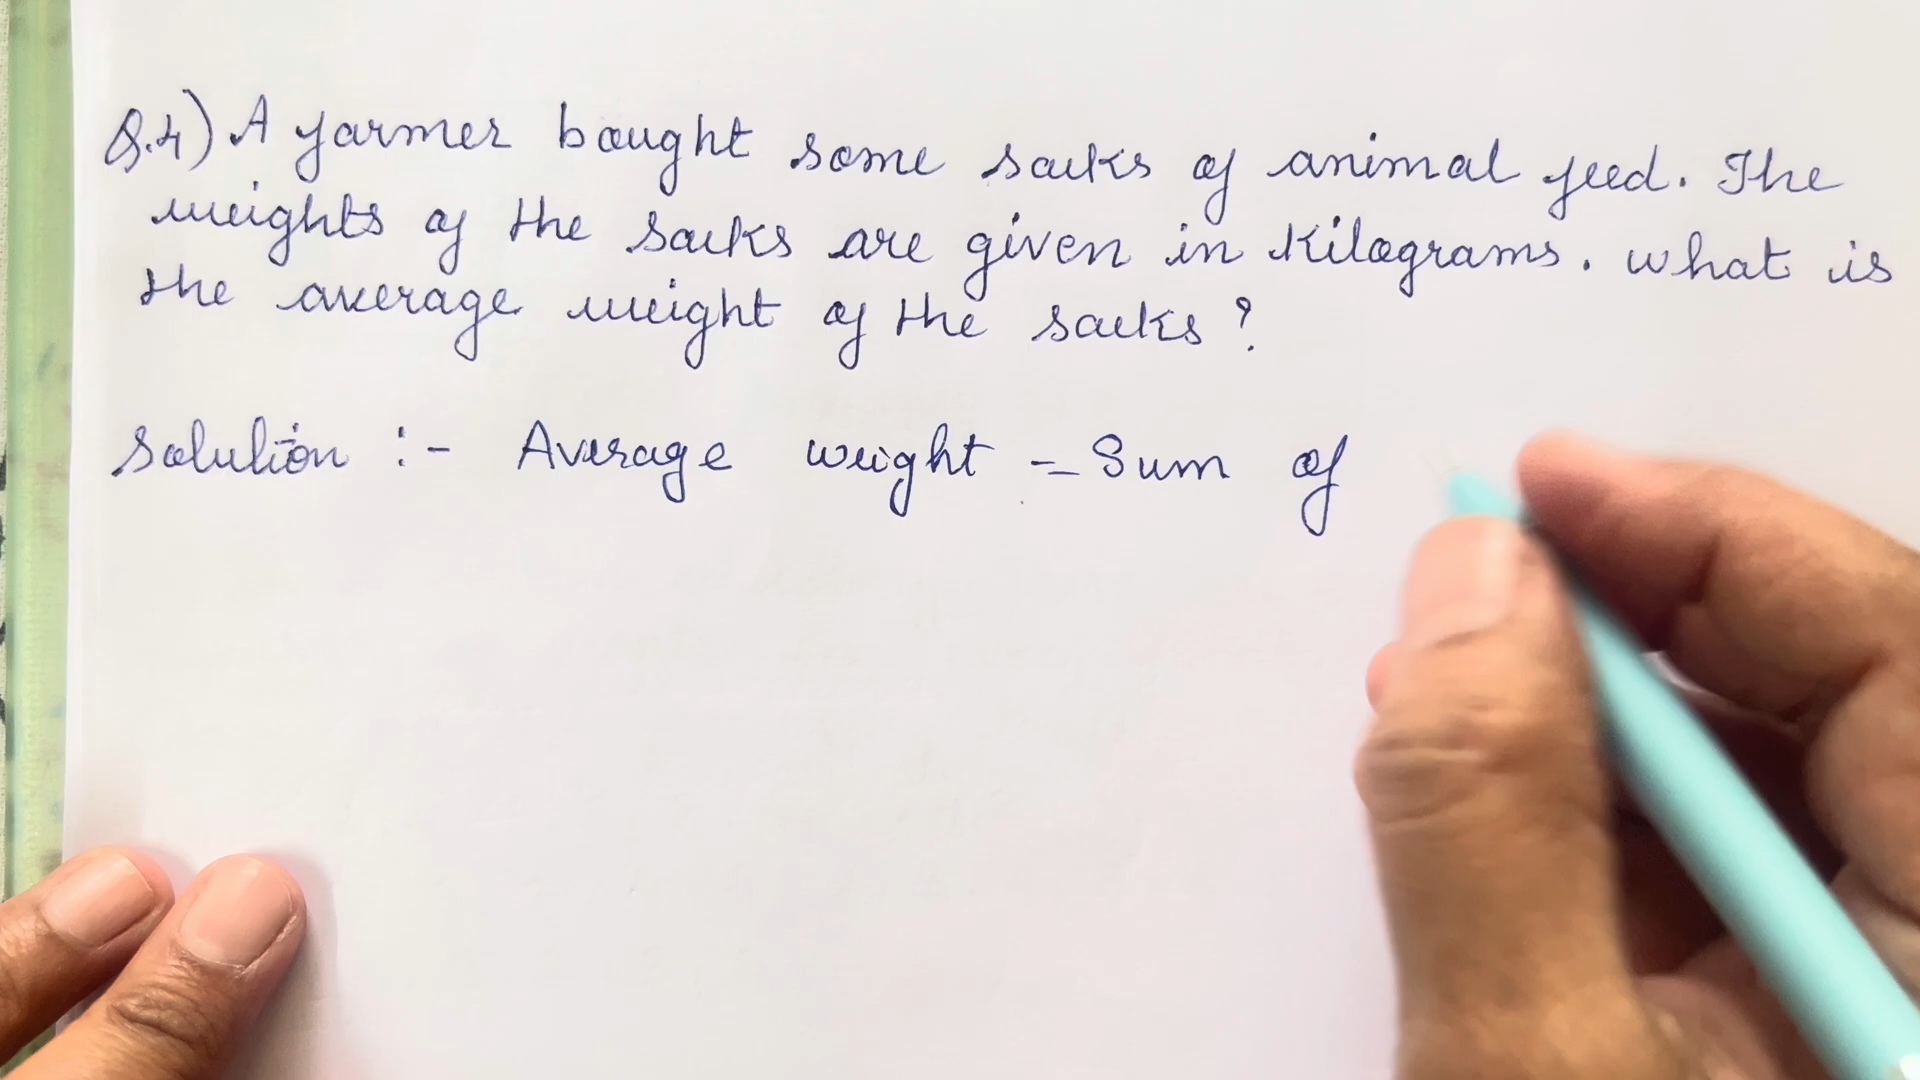 Q.4) A farmer bought some sacks of animal feed. The
weights of the sacks are given in Kilograms. what is
the average weight of the sacks ?
Solution :- Average weight = Sum of